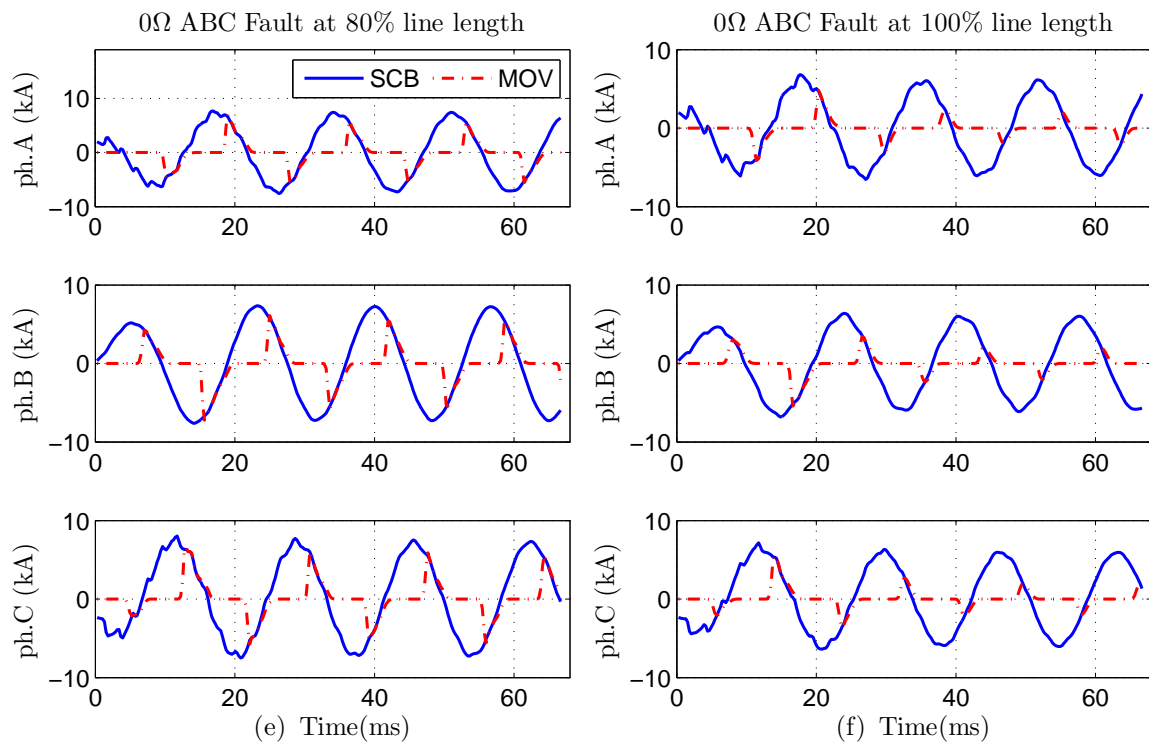 0Ω ABC Fault at 80% line length
0Ω ABC Fault at 100% line length
SCB MOV
ph.A (kA)
10
0
−10
0 20 40 60
ph.A (kA)
10
0
−10
0 20 40 60
ph.B (kA)
10
0
−10
0 20 40 60
ph.B (kA)
10
0
−10
0 20 40 60
ph.C (kA)
10
0
−10
0 20 40 60
ph.C (kA)
10
0
−10
0 20 40 60
(e) Time(ms)
(f) Time(ms)